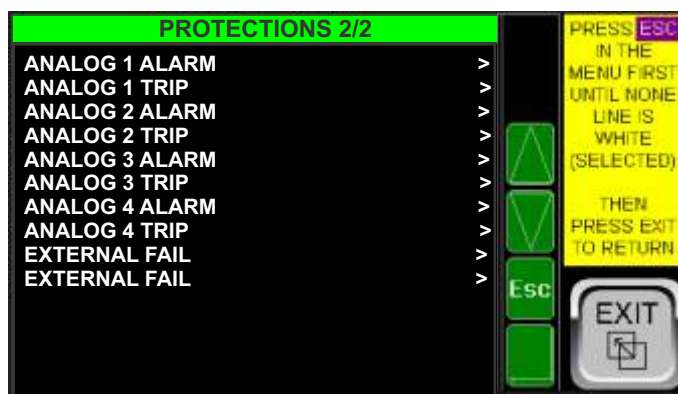 PROTECTIONS 2/2
ANALOG 1 ALARM >
ANALOG 1 TRIP >
ANALOG 2 ALARM >
ANALOG 2 TRIP >
ANALOG 3 ALARM >
ANALOG 3 TRIP >
ANALOG 4 ALARM >
ANALOG 4 TRIP >
EXTERNAL FAIL >
EXTERNAL FAIL >
Esc
PRESS ESC
IN THE
MENU FIRST
UNTIL NONE
LINE IS
WHITE
(SELECTED)
THEN
PRESS EXIT
TO RETURN
EXIT